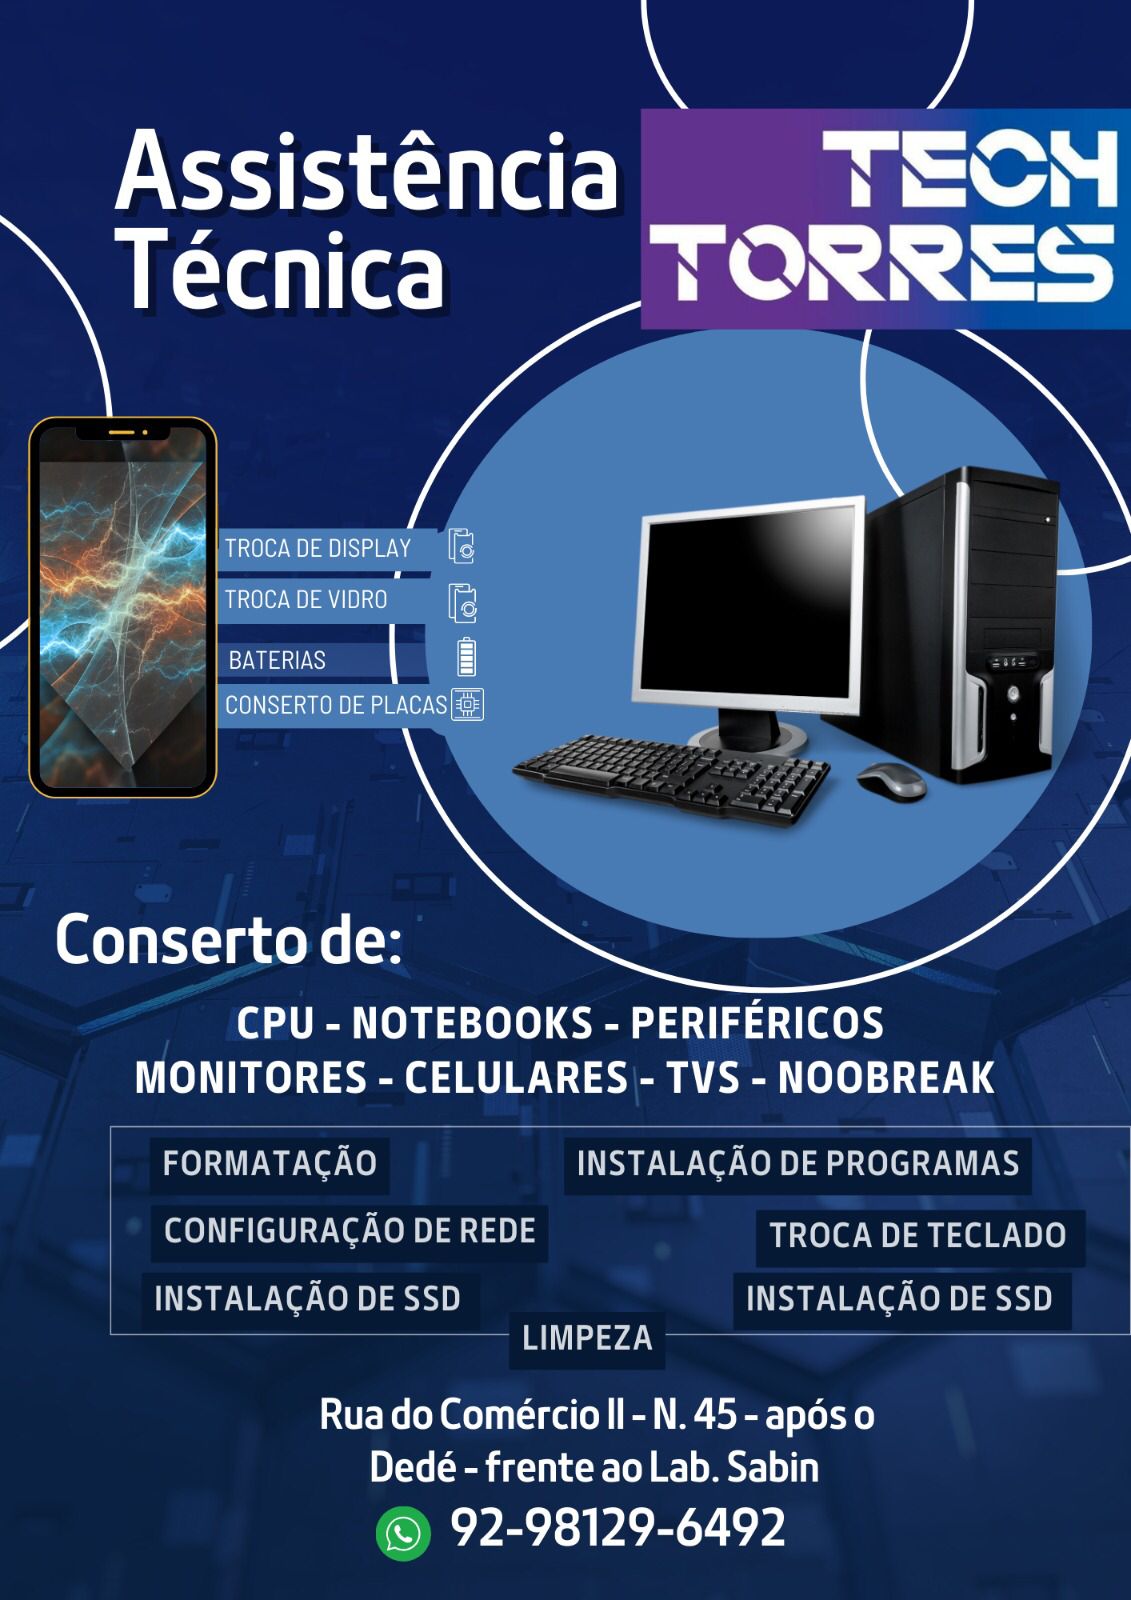 TECH
TORRES
Assistência
Técnica
TROCA DE DISPLAY
TROCA DE VIDRO
BATERIAS
CONSERTO DE PLACAS
Conserto de:
CPU - NOTEBOOKS - PERIFÉRICOS
MONITORES - CELULARES - TVS - NOOBREAK
FORMATAÇÃO
INSTALAÇÃO DE PROGRAMAS
CONFIGURAÇÃO DE REDE
TROCA DE TECLADO
INSTALAÇÃO DE SSD
INSTALAÇÃO DE SSD
LIMPEZA
Rua do Comércio II - N. 45 - após o
Dedé - frente ao Lab. Sabin
92-98129-6492